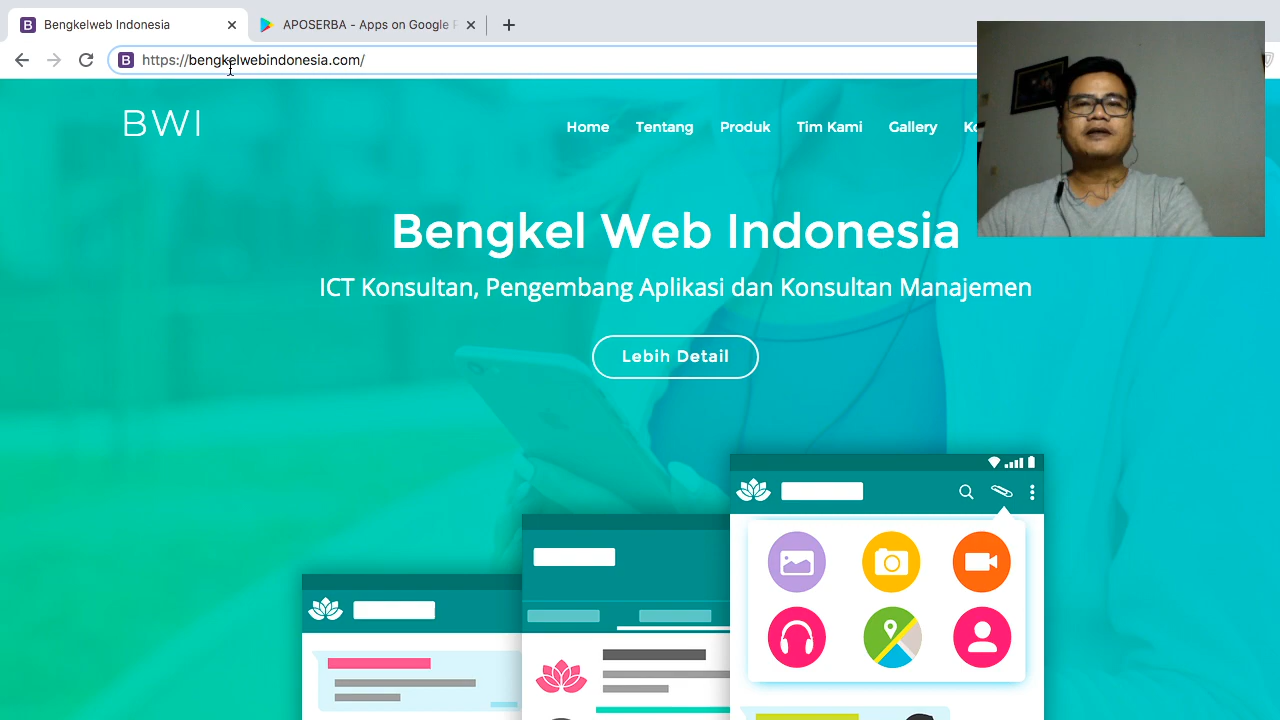 Bengkelweb Indonesia
APOSERBA - Apps on Google
https://bengkelwebindonesia.com/
BWI
Home Tentang Produk Tim Kami Gallery
Bengkel Web Indonesia
ICT Konsultan, Pengembang Aplikasi dan Konsultan Manajemen
Lebih Detail